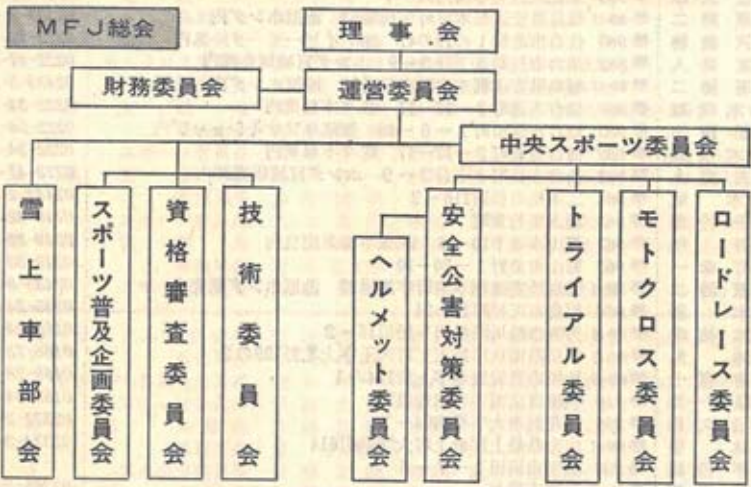 MFJ総会
理事会
財務委員会
運営委員会
中央スポーツ委員会
雪上車部会
スポーツ普及企画委員会
資格審査委員会
技術委員会
ヘルメット委員会
安全公害対策委員会
トライアル委員会
モトクロス委員会
ロードレース委員会